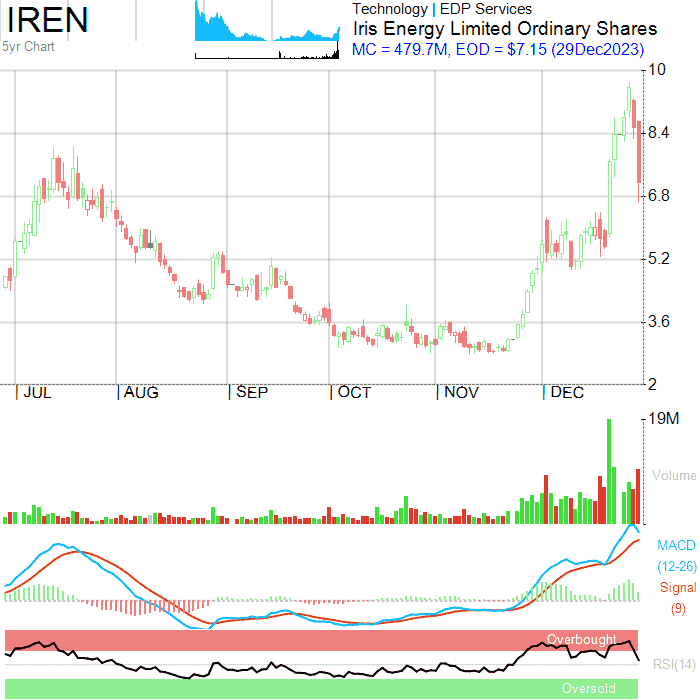 IREN
5yr Chart
Technology | EDP Services
Iris Energy Limited Ordinary Shares
MC = 479.7M, EOD = $7.15 (29Dec2023)
10
8.4
6.8
5.2
3.6
2
JUL AUG SEP OCT NOV DEC
19M
Volume
MACD
(12-26)
Signal
(9)
Overbought
RSI(14)
Oversold